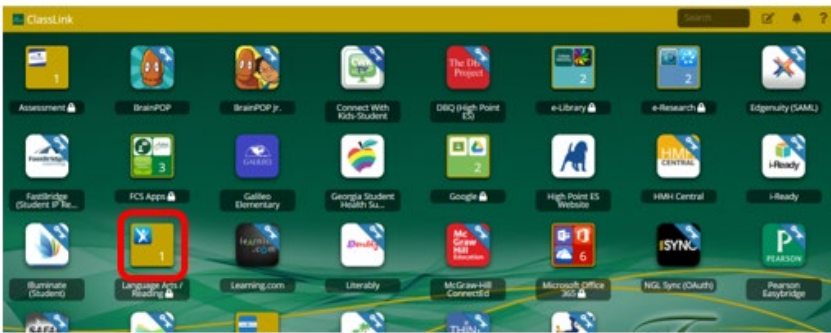 ClassLink
Search
?
1
The DBQ
Project
2
2
Assessment
BrainPOP
BrainPOP Jr.
Connect With
Kids-Student
DBQ (High Point
ES)
e-Library
e-Research
Edgenuity (SAML)
FastBridge
3
GALILEO
2
HMH
CENTRAL
i-Ready
FastBridge
(Student IP Re...
FCS Apps
Galileo
Elementary
Georgia Student
Health Su...
Google
High Point ES
Website
HMH Central
i-Ready
1
learning
.com
Literably
Mc
Graw
Hill
Education
6
SYNC
PEARSON
Illuminate
(Student)
Language Arts /
Reading
Learning.com
Literably
McGraw-Hill
ConnectEd
Microsoft Office
365
NGL Sync (OAuth)
Pearson
Easybridge